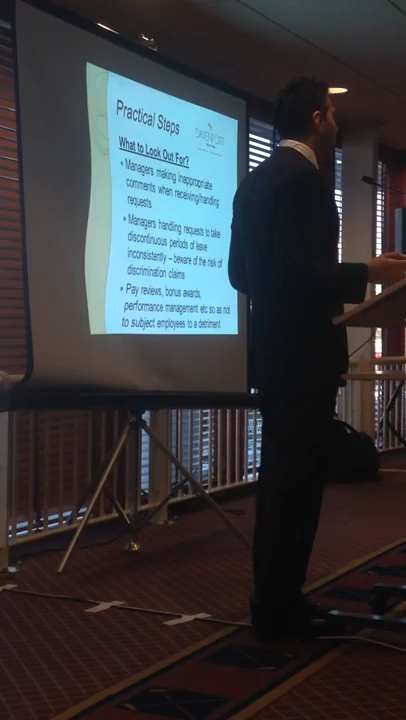 Practical Steps
DAVENPORT
What to Look Out For?
• Managers making inappropriate
comments when receiving/handing
requests
• Managers handling requests to take
discontinuous periods of leave
inconsistently – beware of the risk of
discrimination claims
• Pay reviews, bonus awards,
performance management etc so as not
to subject employees to a detriment